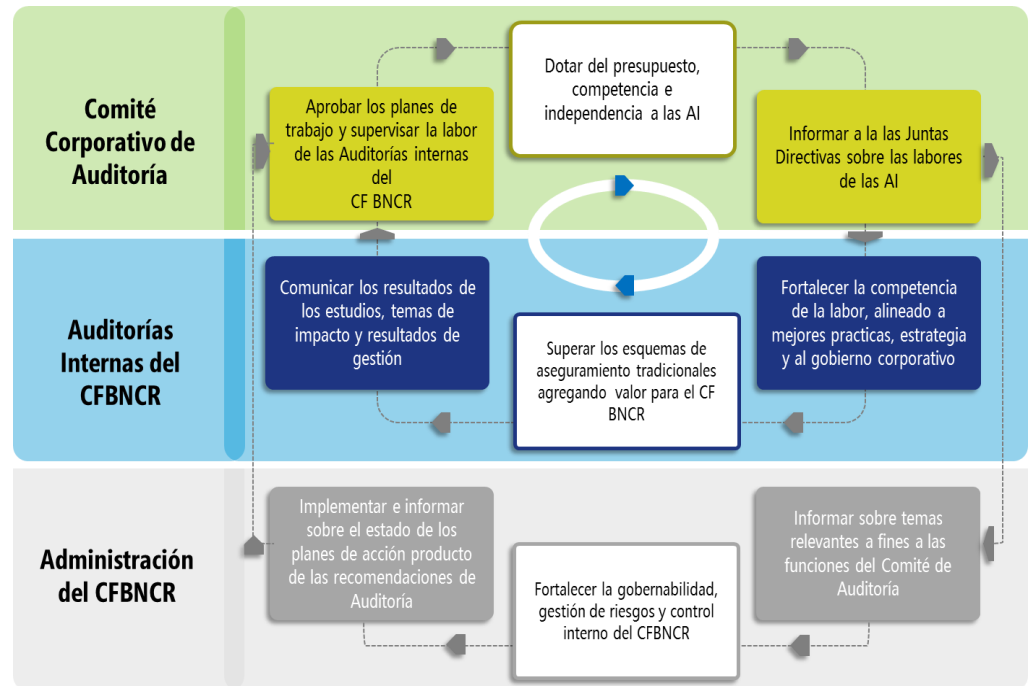 Comité
Corporativo de
Auditoría
Aprobar los planes de
trabajo y supervisar la labor
de las Auditorías internas
del
CF BNCR
Dotar del presupuesto,
competencia e
independencia a las AI
Informar a la las Juntas
Directivas sobre las labores
de las AI
Auditorías
Internas del
CFBNCR
Comunicar los resultados de
los estudios, temas de
impacto y resultados de
gestión
Superar los esquemas de
aseguramiento tradicionales
agregando valor para el CF
BNCR
Fortalecer la competencia
de la labor, alineado a
mejores practicas, estrategia
y al gobierno corporativo
Administración
del CFBNCR
Implementar e informar
sobre el estado de los
planes de acción producto
de las recomendaciones de
Auditoría
Fortalecer la gobernabilidad,
gestión de riesgos y control
interno del CFBNCR
Informar sobre temas
relevantes a fines a las
funciones del Comité de
Auditoría